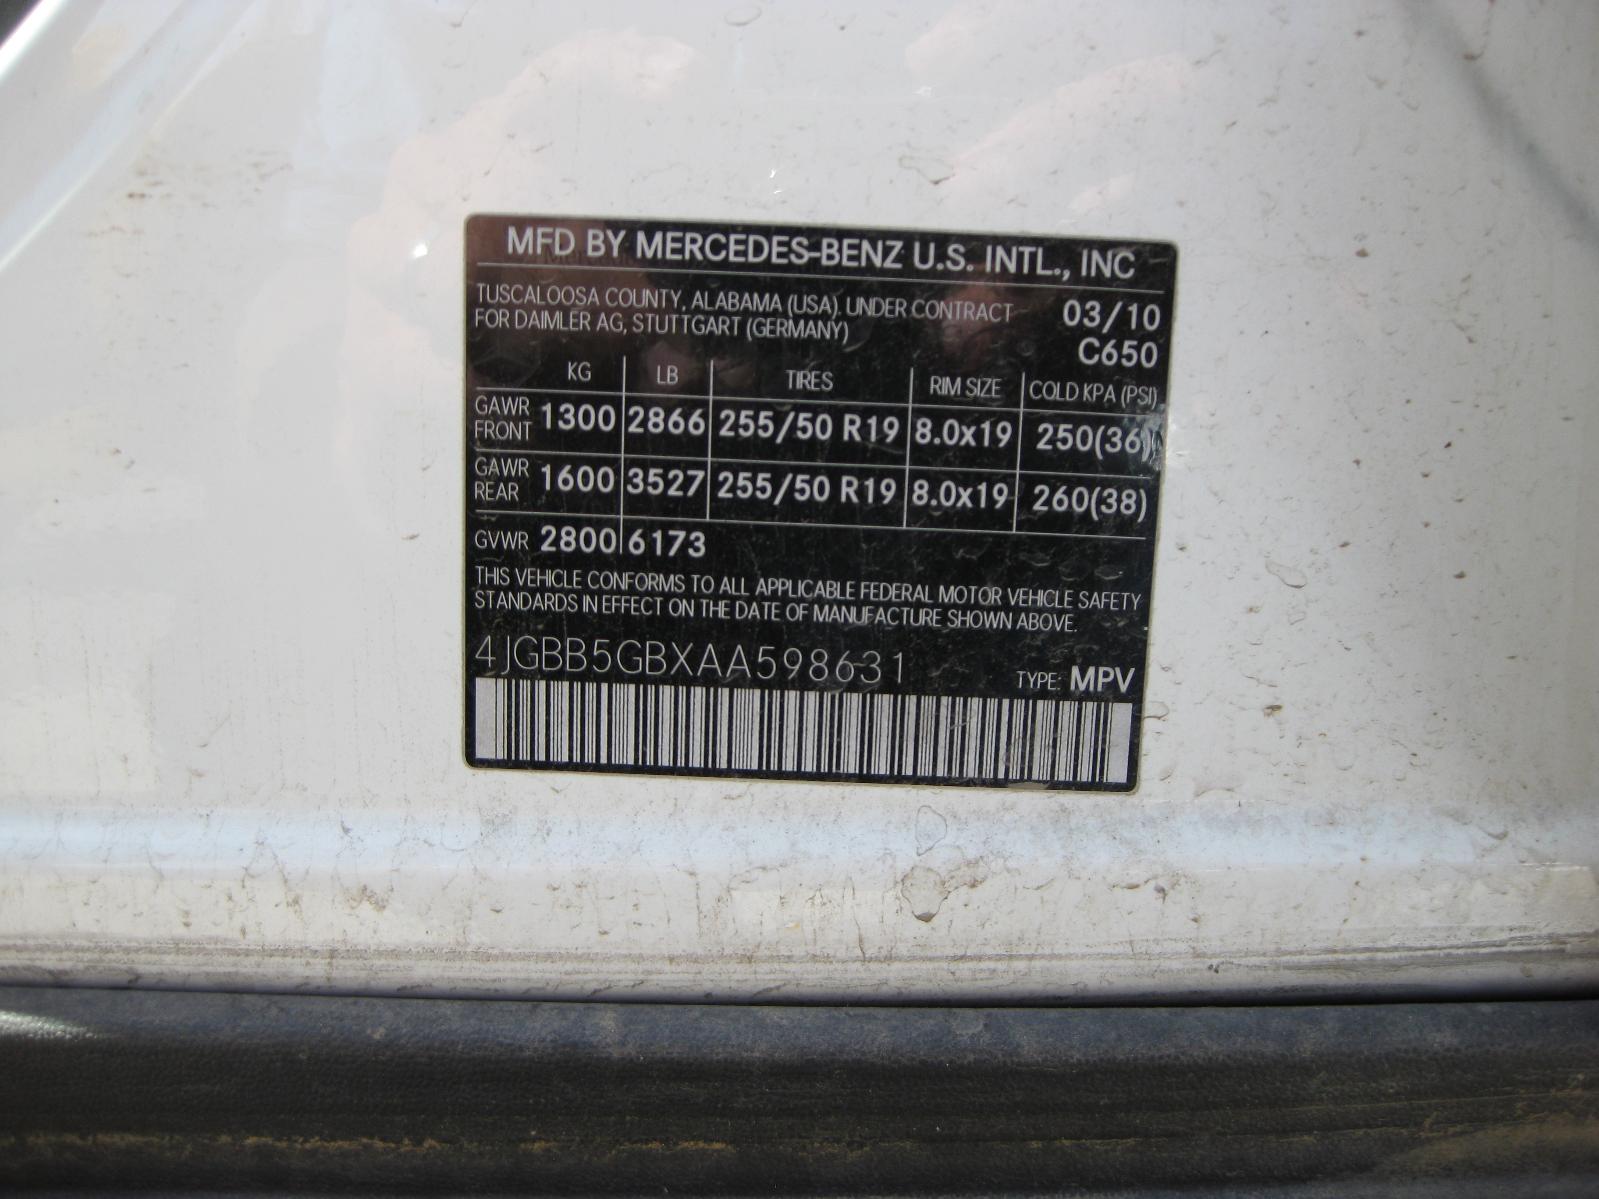 MFD BY MERCEDES-BENZ U.S. INTL., INC
TUSCALOOSA COUNTY, ALABAMA (USA). UNDER CONTRACT 03/10
FOR DAIMLER AG, STUTTGART (GERMANY) C650
KG LB TIRES RIM SIZE COLD KPA (PSI)
GAWR FRONT 1300 2866 255/50 R19 8.0x19 250(36)
GAWR REAR 1600 3527 255/50 R19 8.0x19 260(38)
GVWR 2800 6173
THIS VEHICLE CONFORMS TO ALL APPLICABLE FEDERAL MOTOR VEHICLE SAFETY
STANDARDS IN EFFECT ON THE DATE OF MANUFACTURE SHOWN ABOVE.
4JGBB5GBXAA598631 TYPE: MPV